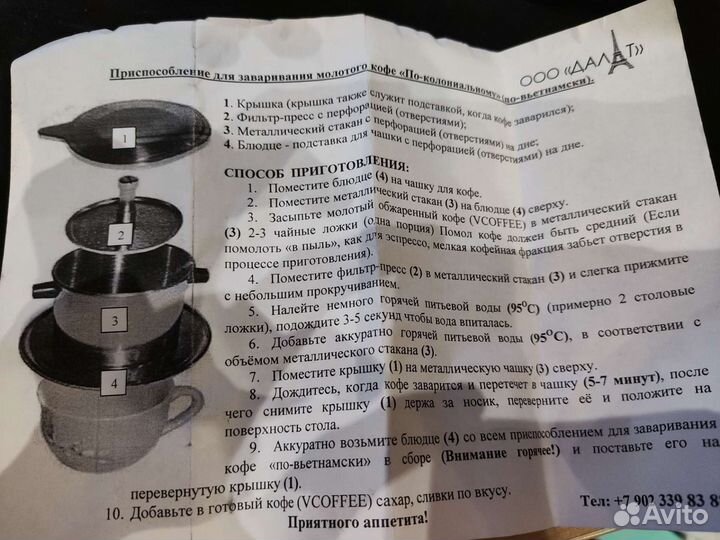 ООО «ДАЛАТ»
Приспособление для заваривания молотого кофе «По-колониальному» (по-вьетнамски).
1. Крышка (крышка также служит подставкой, когда кофе заварился);
2. Фильтр-пресс с перфорацией (отверстиями);
3. Металлический стакан с перфорацией (отверстиями) на дне;
4. Блюдце - подставка для чашки с перфорацией (отверстиями) на дне.
СПОСОБ ПРИГОТОВЛЕНИЯ:
1. Поместите блюдце (4) на чашку для кофе.
2. Поместите металлический стакан (3) на блюдце (4) сверху.
3. Засыпьте молотый обжаренный кофе (VCOFFEE) в металлический стакан
(3) 2-3 чайные ложки (одна порция) Помол кофе должен быть средний (Если
помолоть «в пыль», как для эспрессо, мелкая кофейная фракция забьет отверстия в
процессе приготовления).
4. Поместите фильтр-пресс (2) в металлический стакан (3) и слегка прижмите
с небольшим прокручиванием.
5. Налейте немного горячей питьевой воды (95⁰С) (примерно 2 столовые
ложки), подождите 3-5 секунд чтобы вода впиталась.
6. Добавьте аккуратно горячей питьевой воды (95⁰С), в соответствии с
объёмом металлического стакана (3).
7. Поместите крышку (1) на металлическую чашку (3) сверху.
8. Дождитесь, когда кофе заварится и перетечет в чашку (5-7 минут), после
чего снимите крышку (1) держа за носик, переверните её и положите на
поверхность стола.
9. Аккуратно возьмите блюдце (4) со всем приспособлением для заваривания
кофе «по-вьетнамски» в сборе (Внимание горячее!) и поставьте его на
перевернутую крышку (1).
10. Добавьте в готовый кофе (VCOFFEE) сахар, сливки по вкусу.
Приятного аппетита!
Тел: +7 902 339 83 8
1
2
3
4
Avito